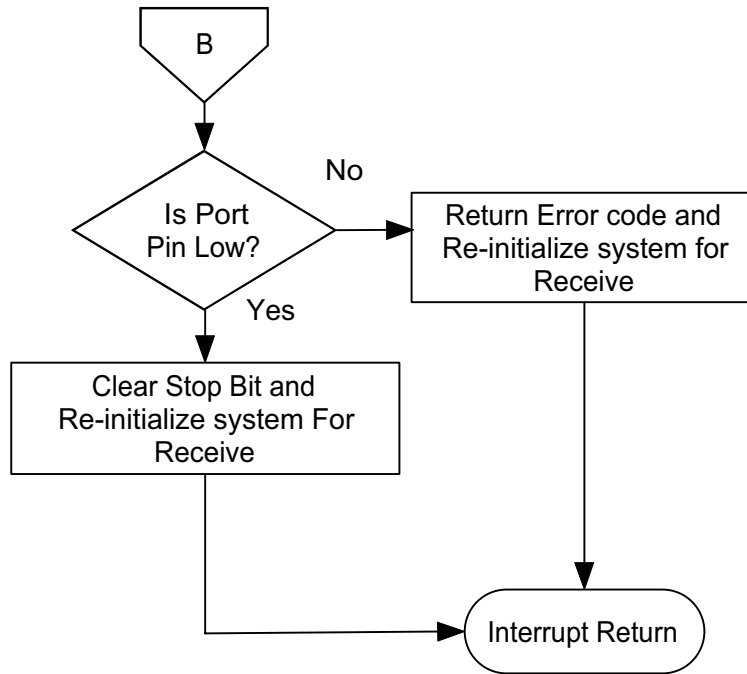 B
No
Is Port
Pin Low?
Return Error code and
Re-initialize system for
Receive
Yes
Clear Stop Bit and
Re-initialize system For
Receive
Interrupt Return